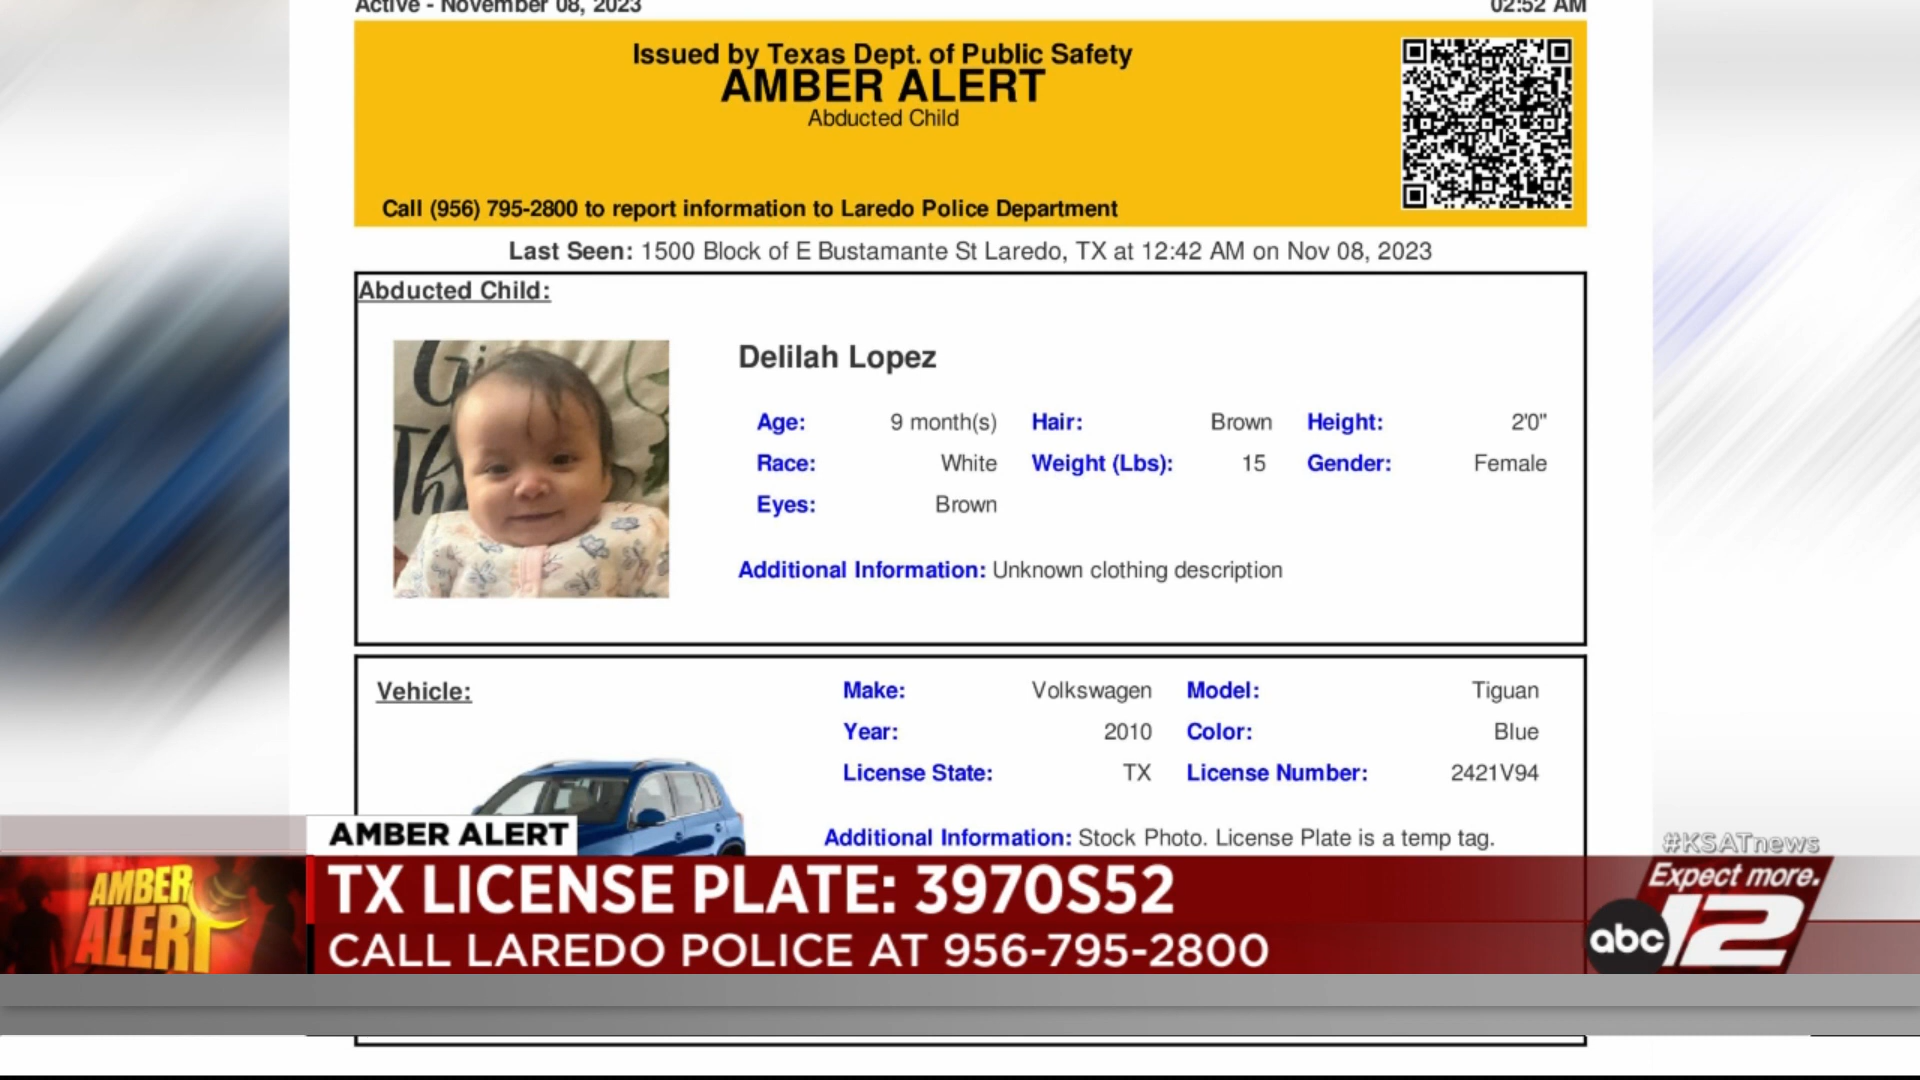 Active - November 08, 2023 02:52 AM
Issued by Texas Dept. of Public Safety
AMBER ALERT
Abducted Child
Call (956) 795-2800 to report information to Laredo Police Department
Last Seen: 1500 Block of E Bustamante St Laredo, TX at 12:42 AM on Nov 08, 2023
Abducted Child:
Delilah Lopez
Age: 9 month(s) Hair: Brown Height: 2'0"
Race: White Weight (Lbs): 15 Gender: Female
Eyes: Brown
Additional Information: Unknown clothing description
Vehicle:
Make: Volkswagen Model: Tiguan
Year: 2010 Color: Blue
License State: TX License Number: 2421V94
Additional Information: Stock Photo. License Plate is a temp tag.
AMBER ALERT
TX LICENSE PLATE: 3970S52
CALL LAREDO POLICE AT 956-795-2800
AMBER
ALERT
#KSATnews
Expect more.
abc 12